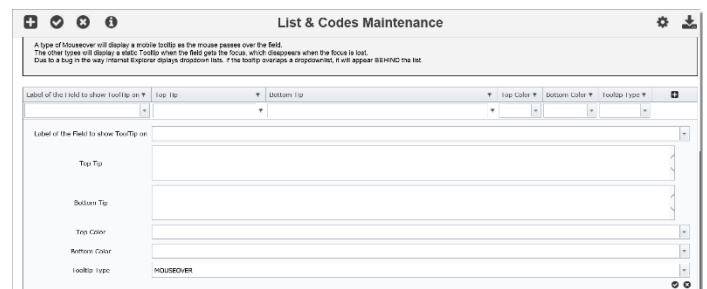 List & Codes Maintenance
A type of Mouseover will display a mobile tooltip as the mouse passes over the field.
The other types will display a static Tooltip when the field gets the focus, which disappears when the focus is lost.
Due to a bug in the way Internet Explorer diplays dropdown lists, if the tooltip overlaps a dropdownlist, it will appear BEHIND the list.
Label of the Field to show ToolTip on Top Tip Bottom Tip Top Color Bottom Color Tooltip Type
Label of the Field to show ToolTip on
Top Tip
Bottom Tip
Top Color
Bottom Color
Tooltip Type MOUSEOVER